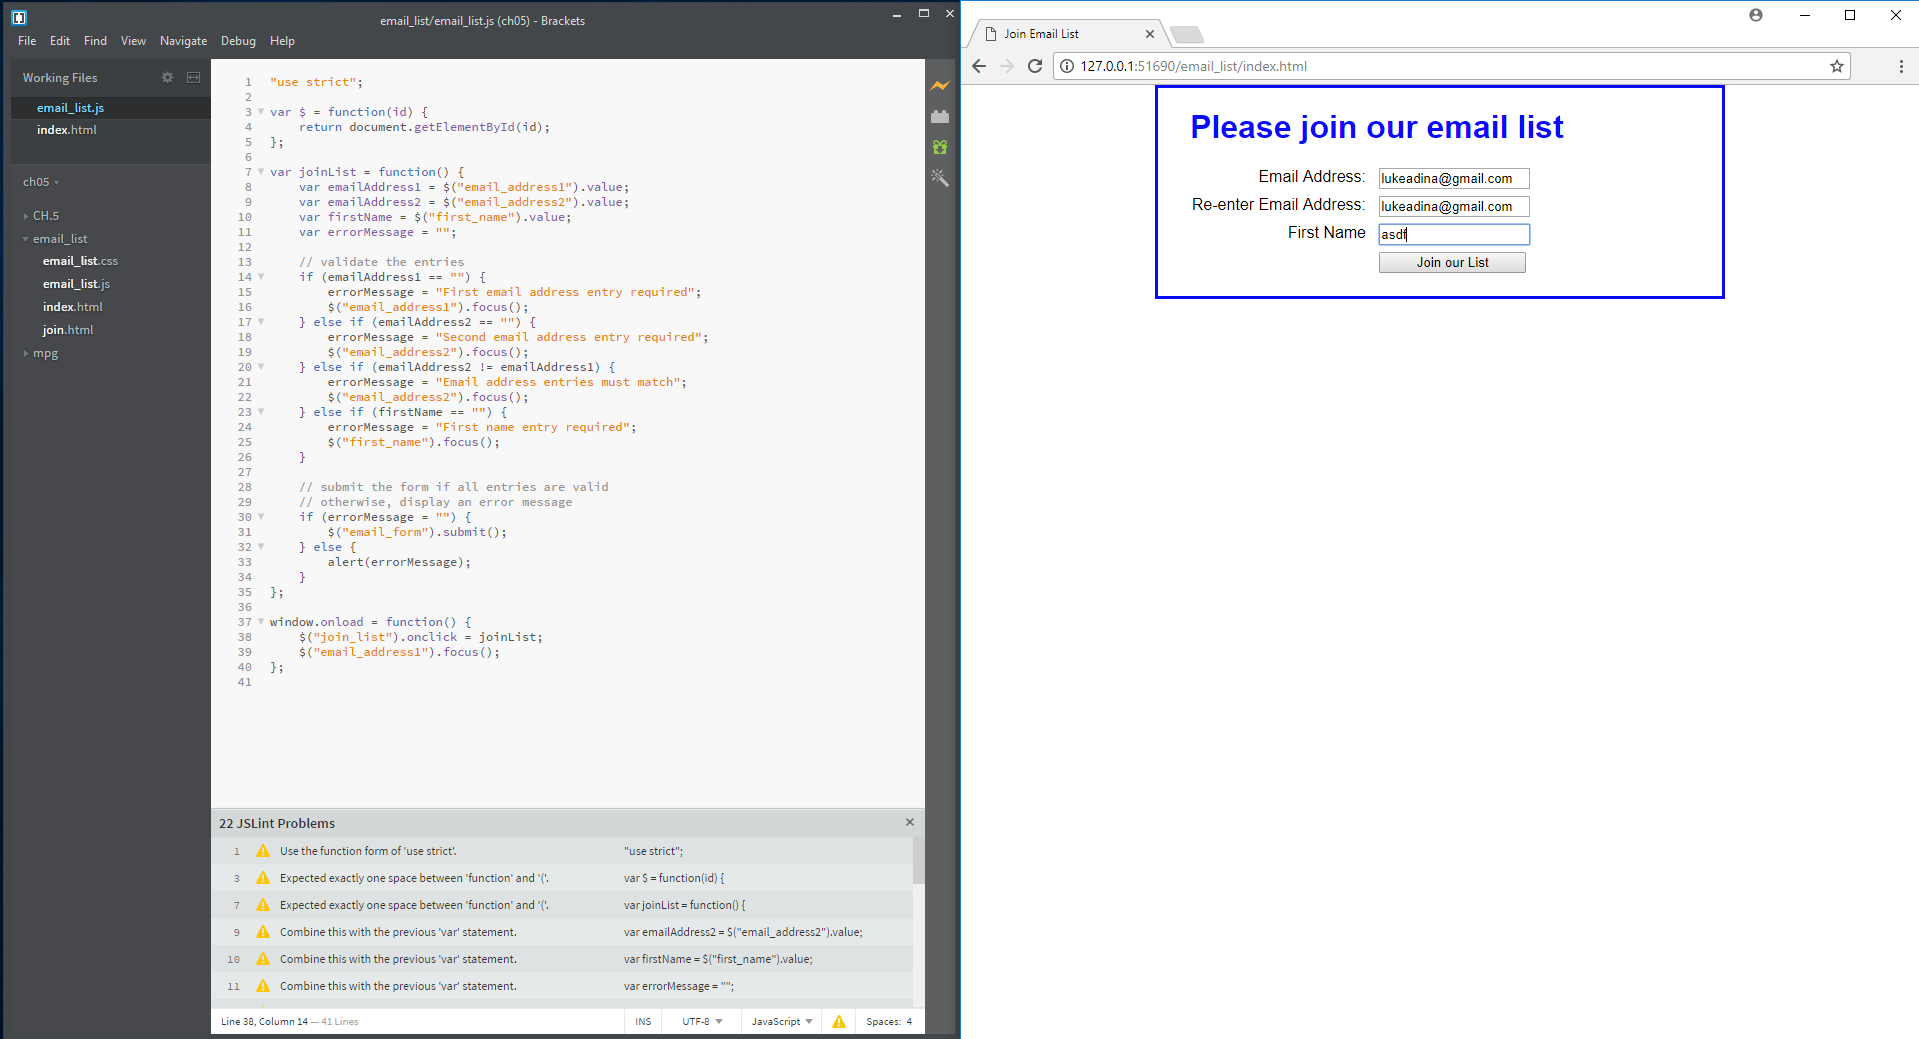 email_list/email_list.js (ch05) - Brackets
File Edit Find View Navigate Debug Help
Working Files
email_list.js
index.html
ch05
CH.5
email_list
email_list.css
email_list.js
index.html
join.html
mpg
1 "use strict";
2
3 var $ = function(id) {
4 return document.getElementById(id);
5 };
6
7 var joinList = function() {
8 var emailAddress1 = $("email_address1").value;
9 var emailAddress2 = $("email_address2").value;
10 var firstName = $("first_name").value;
11 var errorMessage = "";
12
13 // validate the entries
14 if (emailAddress1 == "") {
15 errorMessage = "First email address entry required";
16 $("email_address1").focus();
17 } else if (emailAddress2 == "") {
18 errorMessage = "Second email address entry required";
19 $("email_address2").focus();
20 } else if (emailAddress2 != emailAddress1) {
21 errorMessage = "Email address entries must match";
22 $("email_address2").focus();
23 } else if (firstName == "") {
24 errorMessage = "First name entry required";
25 $("first_name").focus();
26 }
27
28 // submit the form if all entries are valid
29 // otherwise, display an error message
30 if (errorMessage = "") {
31 $("email_form").submit();
32 } else {
33 alert(errorMessage);
34 }
35 };
36
37 window.onload = function() {
38 $("join_list").onclick = joinList;
39 $("email_address1").focus();
40 };
41
22 JSLint Problems
1 Use the function form of 'use strict'. "use strict";
3 Expected exactly one space between 'function' and '('. var $ = function(id) {
7 Expected exactly one space between 'function' and '('. var joinList = function() {
9 Combine this with the previous 'var' statement. var emailAddress2 = $("email_address2").value;
10 Combine this with the previous 'var' statement. var firstName = $("first_name").value;
11 Combine this with the previous 'var' statement. var errorMessage = "";
Line 38, Column 14 — 41 Lines INS UTF-8 JavaScript Spaces: 4
Join Email List
127.0.0.1:51690/email_list/index.html
Please join our email list
Email Address: lukeadina@gmail.com
Re-enter Email Address: lukeadina@gmail.com
First Name asdf
Join our List